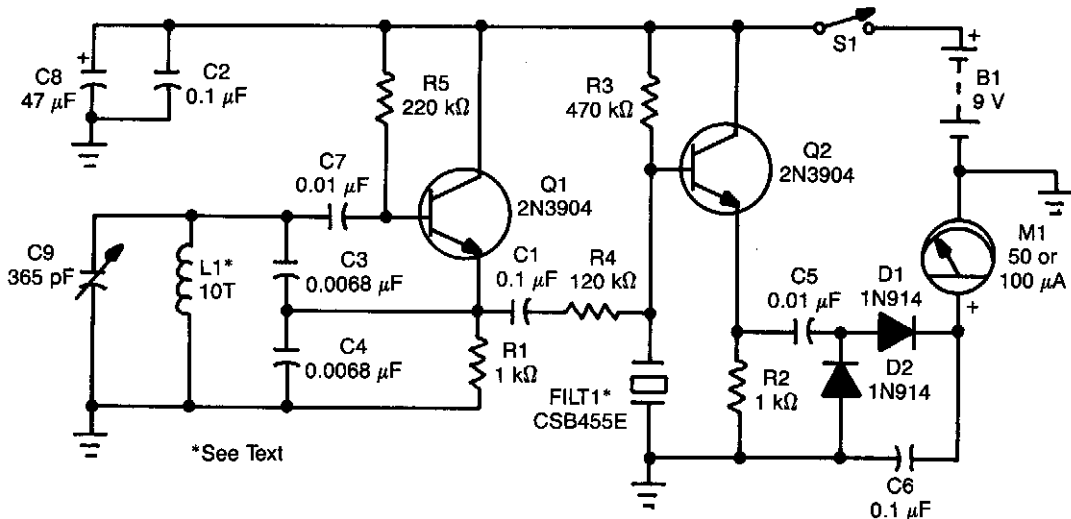 +
C8
47 μF
C2
0.1 μF
R5
220 kΩ
R3
470 kΩ
S1
+
B1
9 V
C7
0.01 μF
Q1
2N3904
Q2
2N3904
C9
365 pF
L1*
10T
C3
0.0068 μF
C1
0.1 μF
R4
120 kΩ
C5
0.01 μF
D1
1N914
M1
50 or
100 μA
+
C4
0.0068 μF
R1
1 kΩ
FILT1*
CSB455E
R2
1 kΩ
D2
1N914
*See Text
C6
0.1 μF